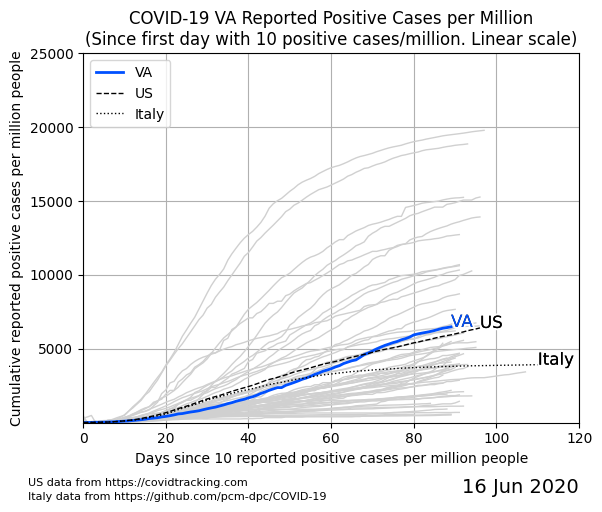 COVID-19 VA Reported Positive Cases per Million
(Since first day with 10 positive cases/million. Linear scale)
Cumulative reported positive cases per million people
25000
20000
15000
10000
5000
VA
US
Italy
VA
US
Italy
0
20
40
60
80
100
120
Days since 10 reported positive cases per million people
US data from https://covidtracking.com
Italy data from https://github.com/pcm-dpc/COVID-19
16 Jun 2020